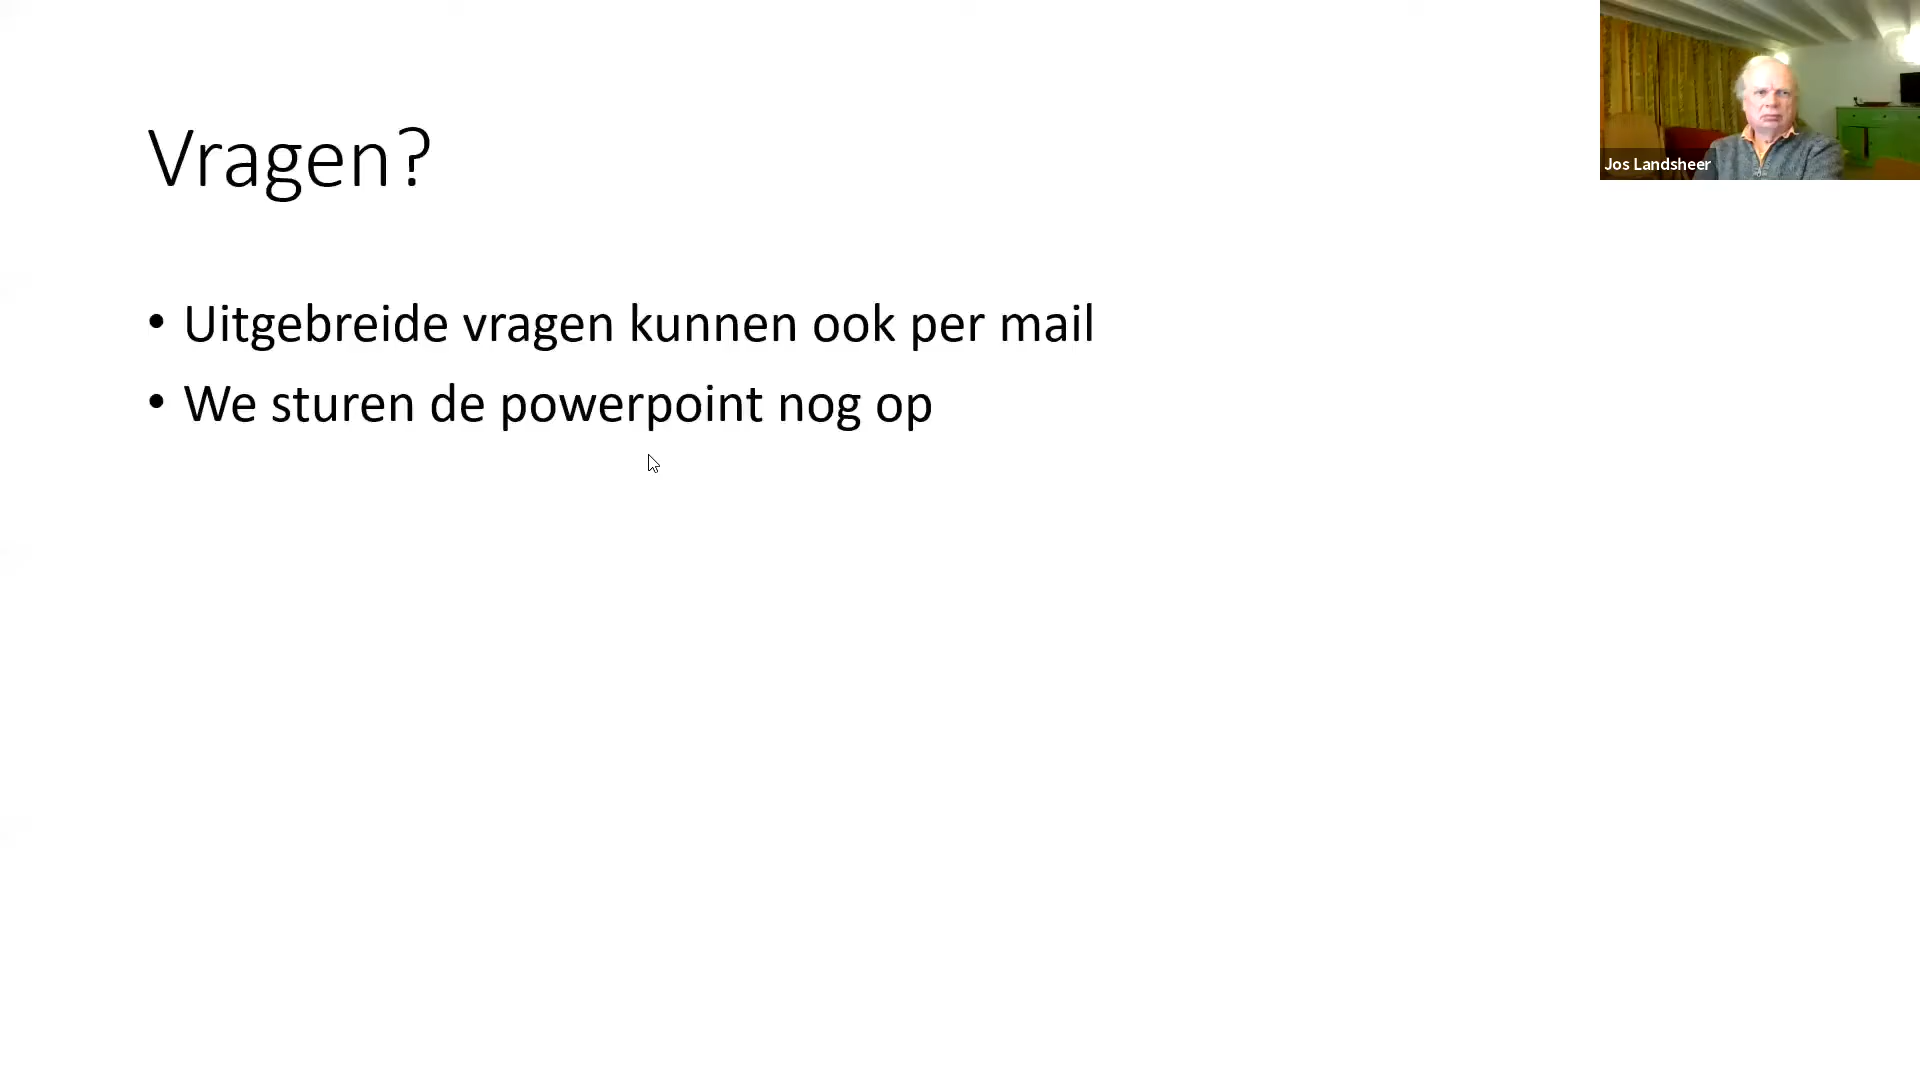 Vragen?
Jos Landsheer
• Uitgebreide vragen kunnen ook per mail
• We sturen de powerpoint nog op